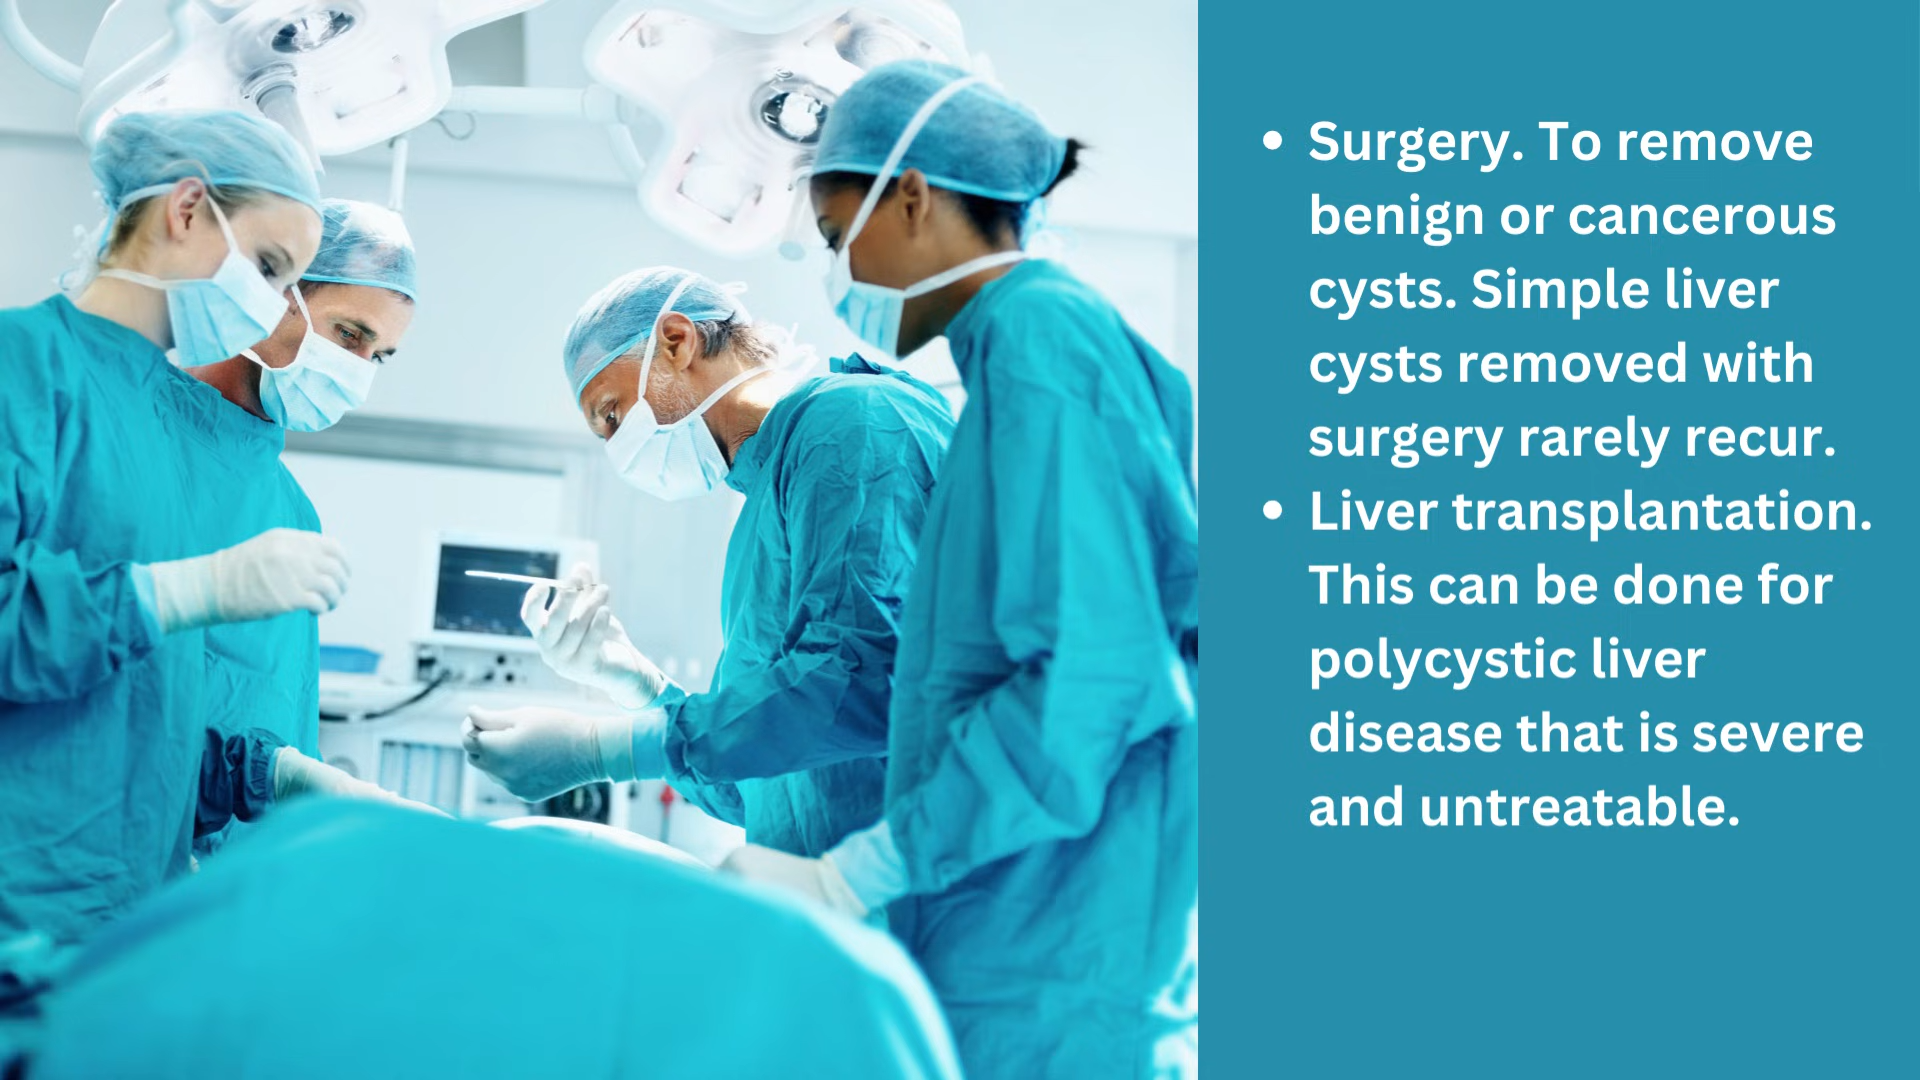 • Surgery. To remove
benign or cancerous
cysts. Simple liver
cysts removed with
surgery rarely recur.
• Liver transplantation.
This can be done for
polycystic liver
disease that is severe
and untreatable.